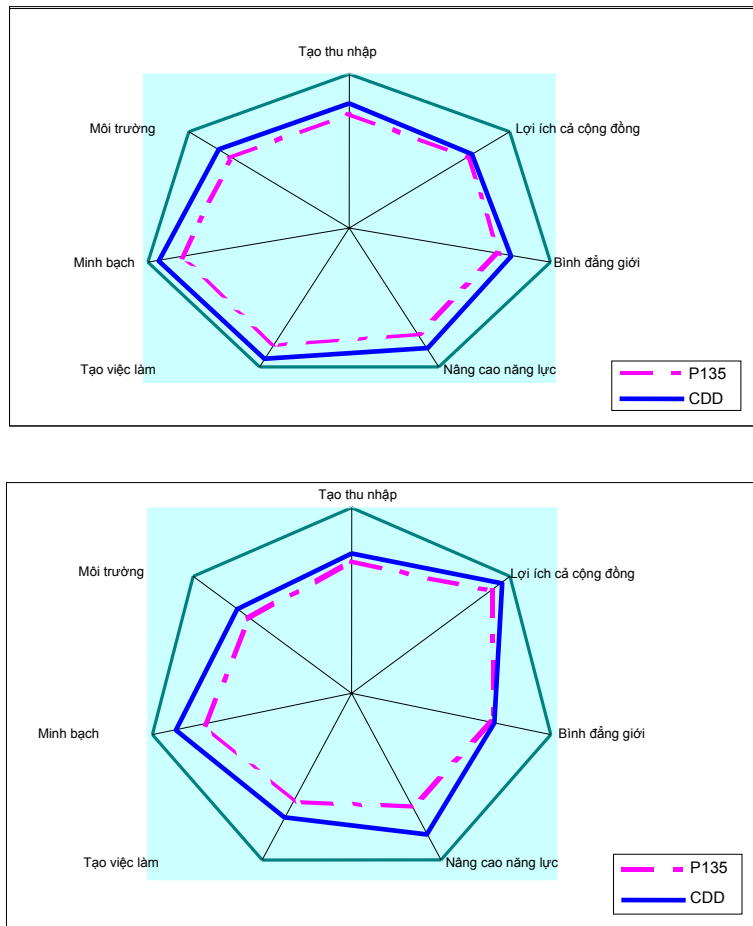 Tạo thu nhập
Môi trường
Lợi ích cả cộng đồng
Minh bạch
Bình đẳng giới
Tạo việc làm
Nâng cao năng lực
P135
CDD
Tạo thu nhập
Môi trường
Lợi ích cả cộng đồng
Minh bạch
Bình đẳng giới
Tạo việc làm
Nâng cao năng lực
P135
CDD